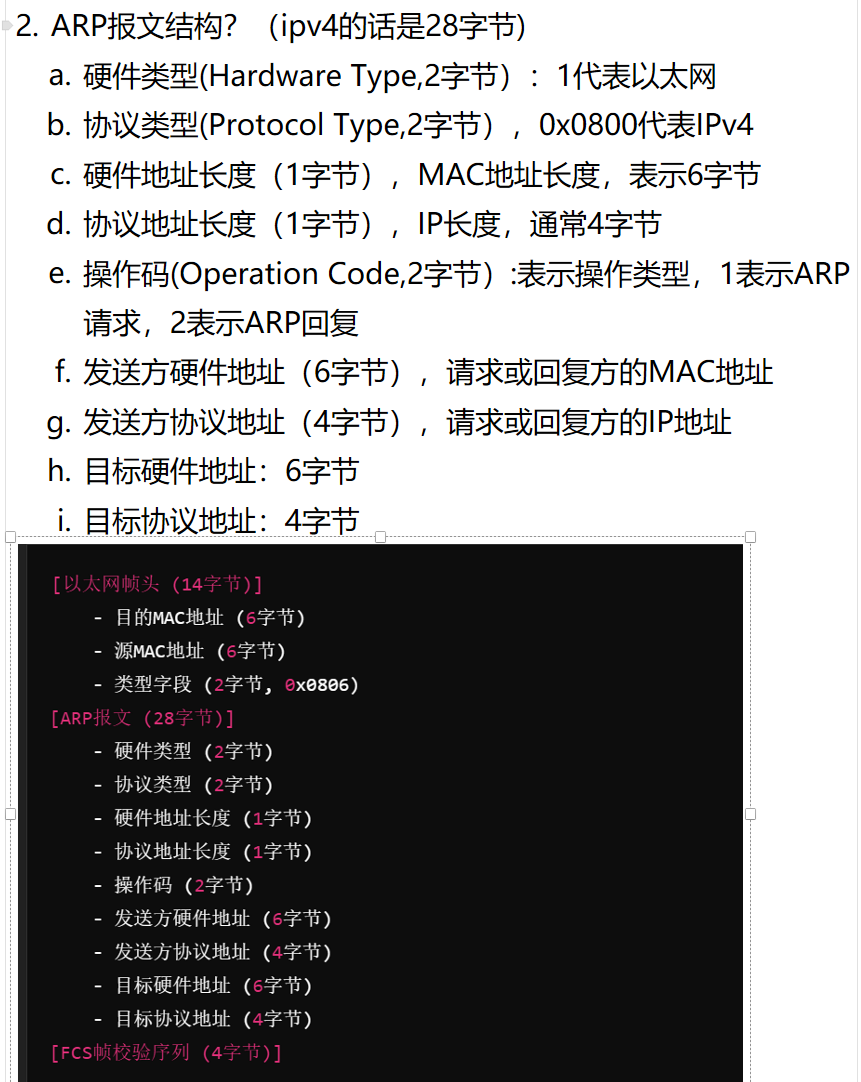 2. ARP报文结构？（ipv4的话是28字节)
a. 硬件类型(Hardware Type,2字节）：1代表以太网
b. 协议类型(Protocol Type,2字节），0x0800代表IPv4
c. 硬件地址长度（1字节），MAC地址长度，表示6字节
d. 协议地址长度（1字节），IP长度，通常4字节
e. 操作码(Operation Code,2字节）:表示操作类型，1表示ARP
请求，2表示ARP回复
f. 发送方硬件地址（6字节），请求或回复方的MAC地址
g. 发送方协议地址（4字节），请求或回复方的IP地址
h. 目标硬件地址：6字节
i. 目标协议地址：4字节
[以太网帧头 (14字节)]
- 目的MAC地址 (6字节)
- 源MAC地址 (6字节)
- 类型字段 (2字节, 0x0806)
[ARP报文 (28字节)]
- 硬件类型 (2字节)
- 协议类型 (2字节)
- 硬件地址长度 (1字节)
- 协议地址长度 (1字节)
- 操作码 (2字节)
- 发送方硬件地址 (6字节)
- 发送方协议地址 (4字节)
- 目标硬件地址 (6字节)
- 目标协议地址 (4字节)
[FCS帧校验序列 (4字节)]